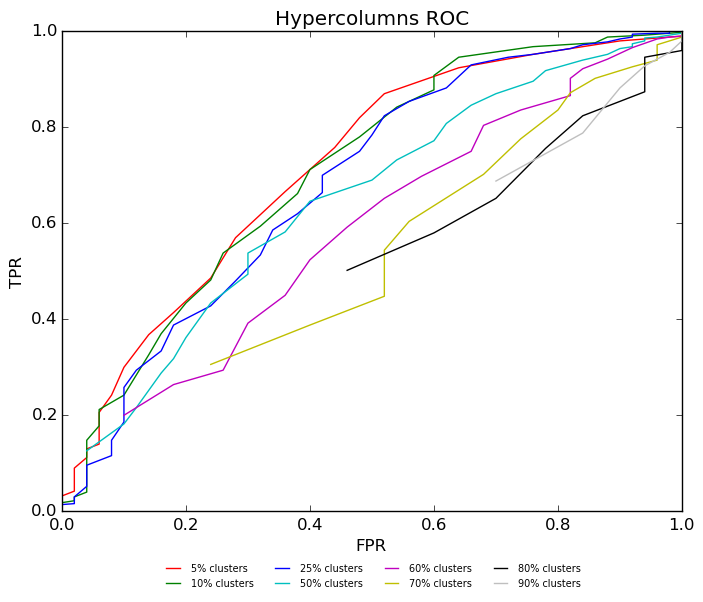 Hypercolumns ROC
1.0
0.8
0.6
0.4
0.2
0.0
TPR
0.0 0.2 0.4 0.6 0.8 1.0
FPR
5% clusters 25% clusters 60% clusters 80% clusters
10% clusters 50% clusters 70% clusters 90% clusters